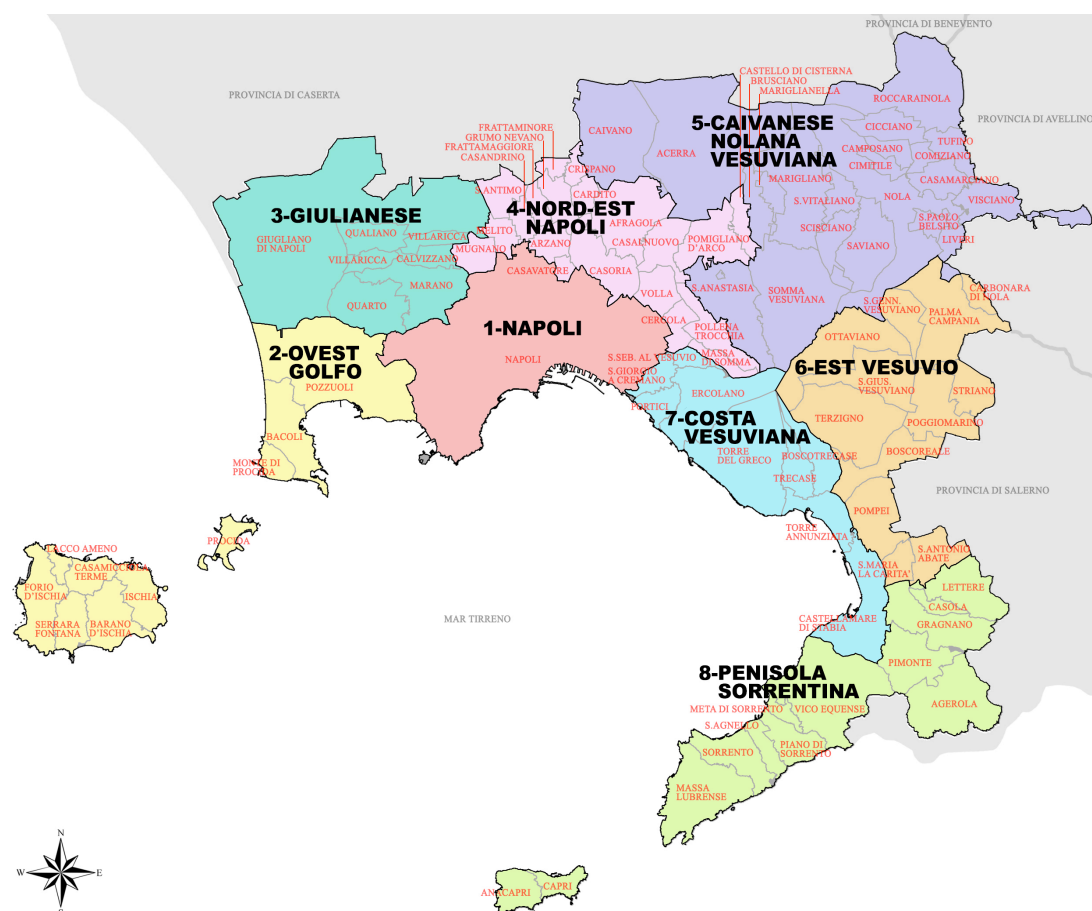 PROVINCIA DI BENEVENTO
PROVINCIA DI CASERTA
PROVINCIA DI AVELLINO
CASTELLO DI CISTERNA
BRUSCIANO
MARIGLIANELLA
ROCCARAINOLA
5-CAIVANESE
NOLANA
VESUVIANA
CAIVANO
ACERRA
CICCIANO
TUFINO
CAMPOSANO
COMIZIANO
CIMITILE
CASAMARCIANO
MARIGLIANO
NOLA
VISCIANO
S.VITALIANO
SCISCIANO
S.PAOLO
BELSITO
LIVERI
SAVIANO
S.ANASTASIA
SOMMA
VESUVIANA
FRATTAMINORE
GRUMO NEVANO
FRATTAMAGGIORE
CASANDRINO
CRISPANO
S.ANTIMO
CARDITO
4-NORD-EST
NAPOLI
AFRAGOLA
MELITO
ARZANO
CASALNUOVO
POMIGLIANO
D'ARCO
MUGNANO
CASAVATORE
CASORIA
VOLLA
CERCOLA
POLLENA
TROCCHIA
MASSA
DI SOMMA
3-GIULIANESE
GIUGLIANO
DI NAPOLI
QUALIANO
VILLARICCA
VILLARICCA
CALVIZZANO
MARANO
QUARTO
1-NAPOLI
NAPOLI
2-OVEST
GOLFO
POZZUOLI
BACOLI
MONTE DI
PROCIDA
PROCIDA
LACCO AMENO
CASAMICCIOLA
TERME
FORIO
D'ISCHIA
ISCHIA
SERRARA
FONTANA
BARANO
D'ISCHIA
S.SEB. AL VESUVIO
S.GIORGIO
A CREMANO
PORTICI
ERCOLANO
7-COSTA
VESUVIANA
TORRE
DEL GRECO
BOSCOTRECASE
TRECASE
TORRE
ANNUNZIATA
CASTELLAMARE
DI STABIA
CARBONARA
DI NOLA
S.GENN.
VESUVIANO
PALMA
CAMPANIA
OTTAVIANO
6-EST VESUVIO
S.GIUS.
VESUVIANO
STRIANO
TERZIGNO
POGGIOMARINO
BOSCOREALE
POMPEI
PROVINCIA DI SALERNO
S.ANTONIO
ABATE
S.MARIA
LA CARITA'
LETTERE
CASOLA
GRAGNANO
PIMONTE
AGEROLA
8-PENISOLA
SORRENTINA
META DI SORRENTO
VICO EQUENSE
S.AGNELLO
SORRENTO
PIANO DI
SORRENTO
MASSA
LUBRENSE
ANACAPRI
CAPRI
MAR TIRRENO
N
W
E
S